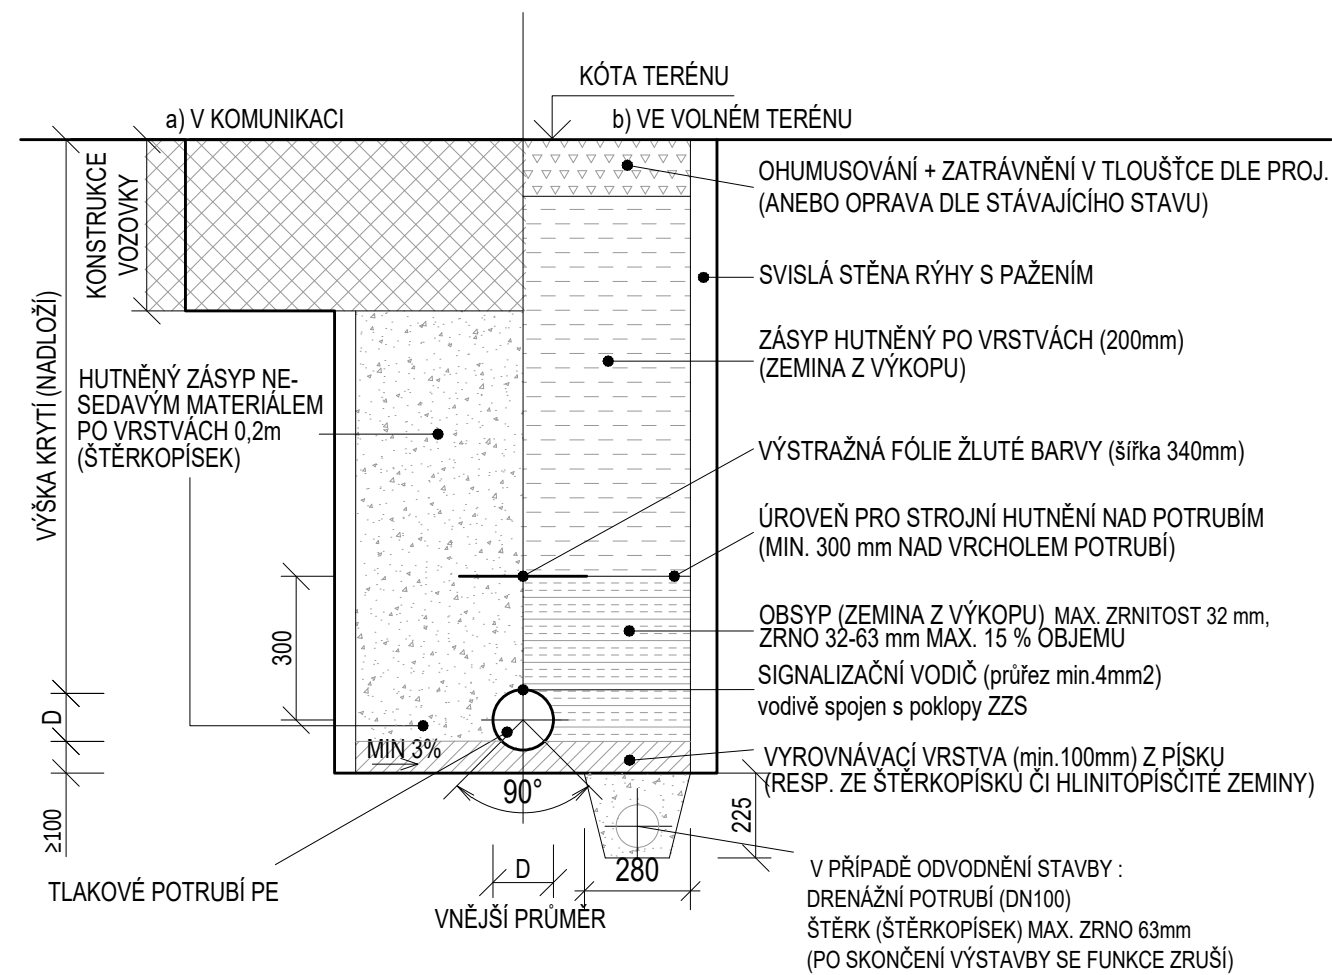 KÓTA TERÉNU
a) V KOMUNIKACI
b) VE VOLNÉM TERÉNU
KONSTRUKCE
VOZOVKY
VÝŠKA KRYTÍ (NADLOŽÍ)
OHUMUSOVÁNÍ + ZATRÁVNĚNÍ V TLOUŠŤCE DLE PROJ.
(ANEBO OPRAVA DLE STÁVAJÍCÍHO STAVU)
SVISLÁ STĚNA RÝHY S PAŽENÍM
ZÁSYP HUTNĚNÝ PO VRSTVÁCH (200mm)
(ZEMINA Z VÝKOPU)
HUTNĚNÝ ZÁSYP NE-
SEDAVÝM MATERIÁLEM
PO VRSTVÁCH 0,2m
(ŠTĚRKOPÍSEK)
VÝSTRAŽNÁ FÓLIE ŽLUTÉ BARVY (šířka 340mm)
ÚROVEŇ PRO STROJNÍ HUTNĚNÍ NAD POTRUBÍM
(MIN. 300 mm NAD VRCHOLEM POTRUBÍ)
300
OBSYP (ZEMINA Z VÝKOPU) MAX. ZRNITOST 32 mm,
ZRNO 32-63 mm MAX. 15 % OBJEMU
SIGNALIZAČNÍ VODIČ (průřez min.4mm2)
vodivě spojen s poklopy ZZS
D
MIN 3%
VYROVNÁVACÍ VRSTVA (min.100mm) Z PÍSKU
(RESP. ZE ŠTĚRKOPÍSKU ČI HLINITOPÍSČITÉ ZEMINY)
90°
225
≥100
D
280
TLAKOVÉ POTRUBÍ PE
VNĚJŠÍ PRŮMĚR
V PŘÍPADĚ ODVODNĚNÍ STAVBY :
DRENÁŽNÍ POTRUBÍ (DN100)
ŠTĚRK (ŠTĚRKOPÍSEK) MAX. ZRNO 63mm
(PO SKONČENÍ VÝSTAVBY SE FUNKCE ZRUŠÍ)